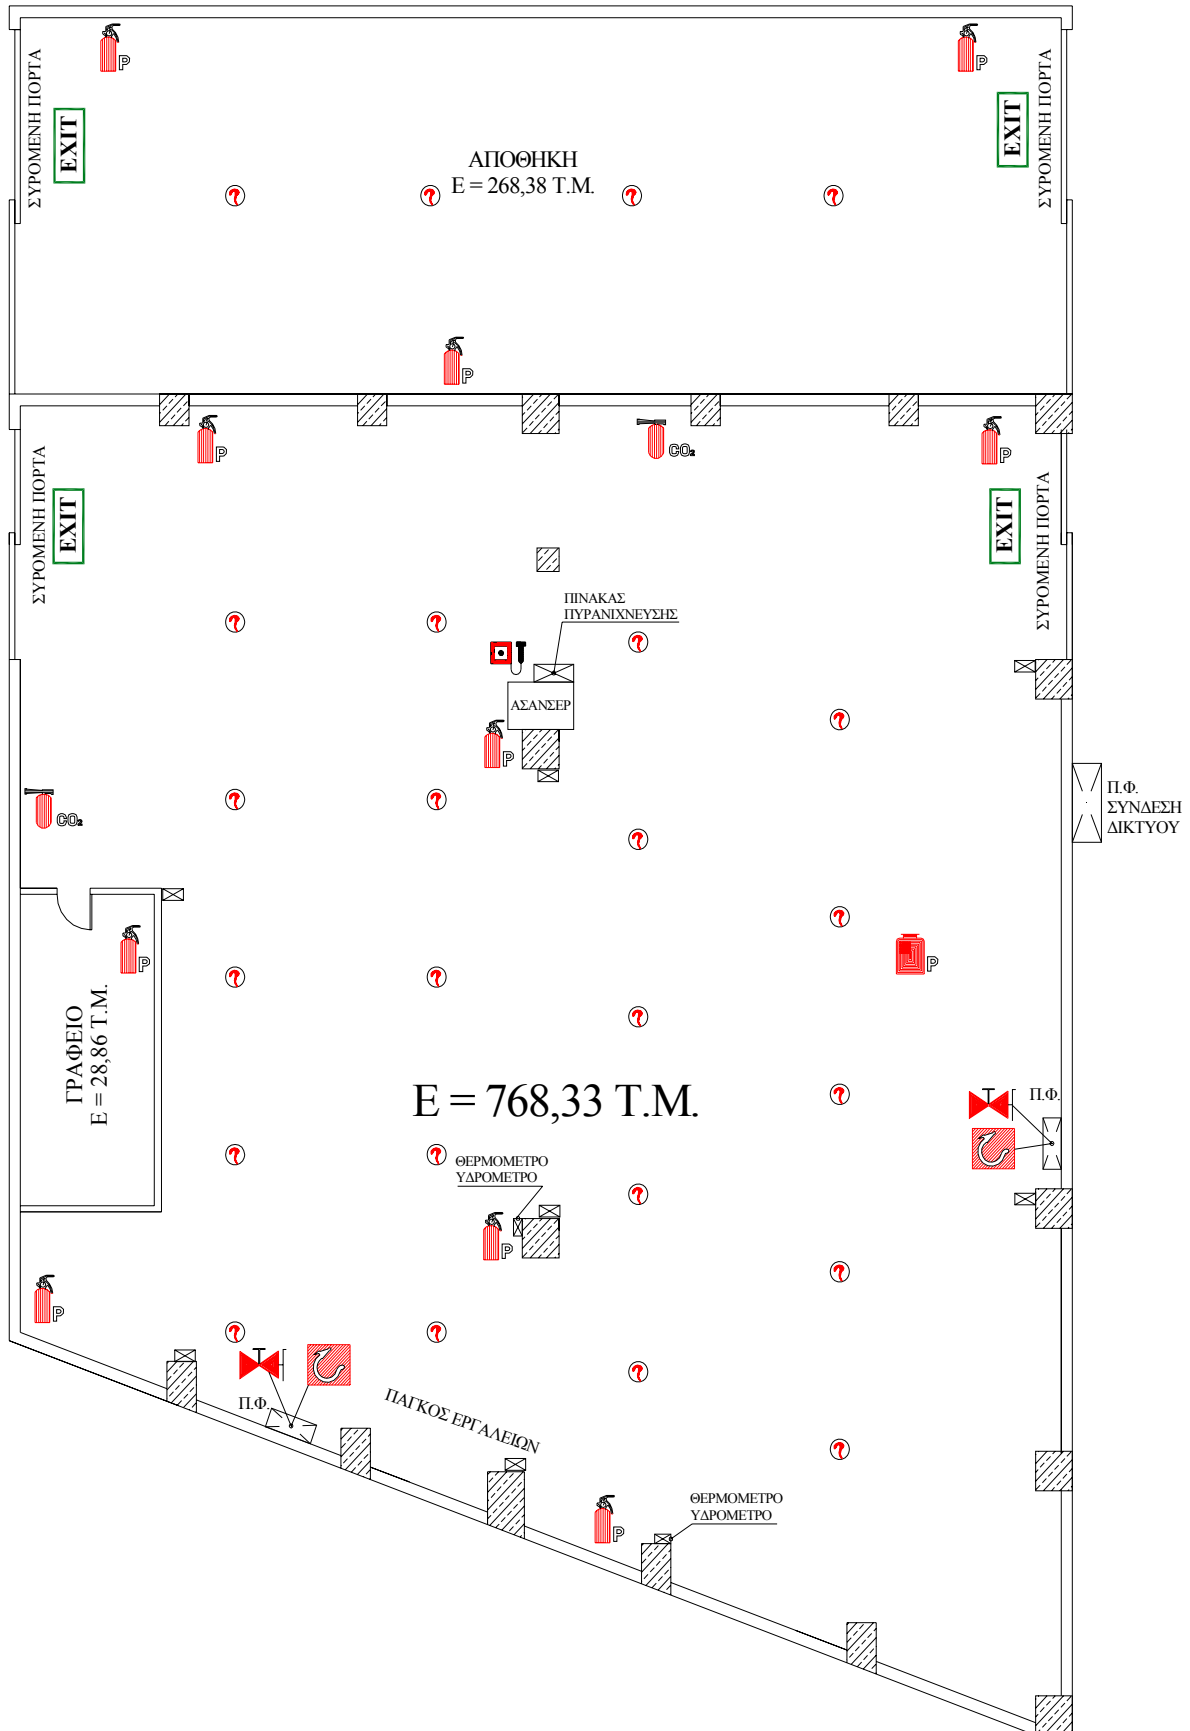 P
P
ΣΥΡΟΜΕΝΗ ΠΟΡΤΑ
EXIT
ΑΠΟΘΗΚΗ
Ε = 268,38 Τ.Μ.
EXIT
ΣΥΡΟΜΕΝΗ ΠΟΡΤΑ
P
P
CO₂
P
ΣΥΡΟΜΕΝΗ ΠΟΡΤΑ
EXIT
EXIT
ΣΥΡΟΜΕΝΗ ΠΟΡΤΑ
ΠΙΝΑΚΑΣ
ΠΥΡΑΝΙΧΝΕΥΣΗΣ
ΑΣΑΝΣΕΡ
P
CO₂
Π.Φ.
ΣΥΝΔΕΣΗ
ΔΙΚΤΥΟΥ
P
P
ΓΡΑΦΕΙΟ
Ε = 28,86 Τ.Μ.
Ε = 768,33 Τ.Μ.
Π.Φ.
ΘΕΡΜΟΜΕΤΡΟ
ΥΔΡΟΜΕΤΡΟ
P
P
Π.Φ.
ΠΑΓΚΟΣ ΕΡΓΑΛΕΙΩΝ
P
ΘΕΡΜΟΜΕΤΡΟ
ΥΔΡΟΜΕΤΡΟ